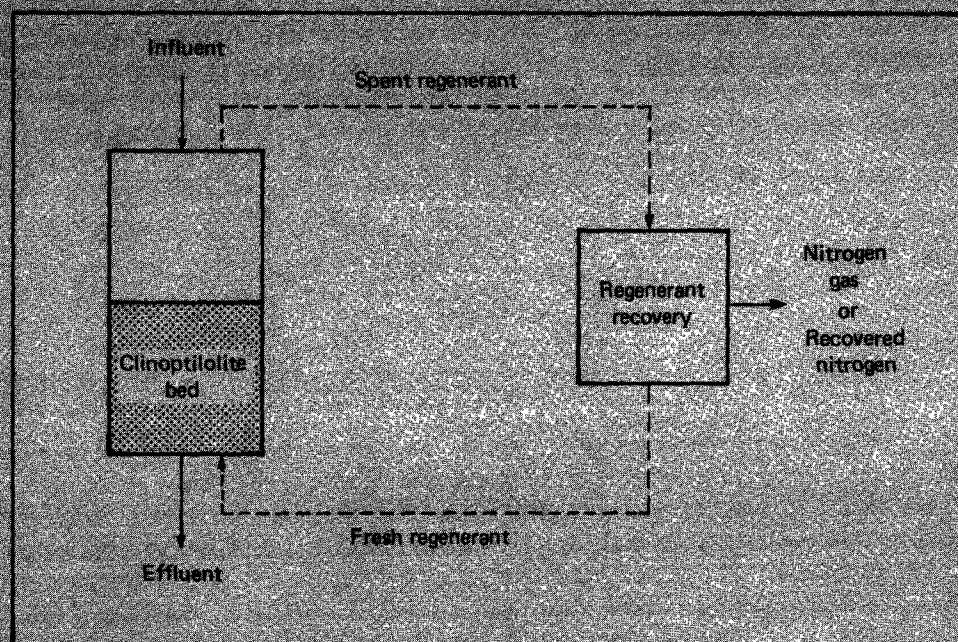 Influent
Spent regenerant
Clinoptilolite
bed
Regenerant
recovery
Nitrogen
gas
or
Recovered
nitrogen
Fresh regenerant
Effluent